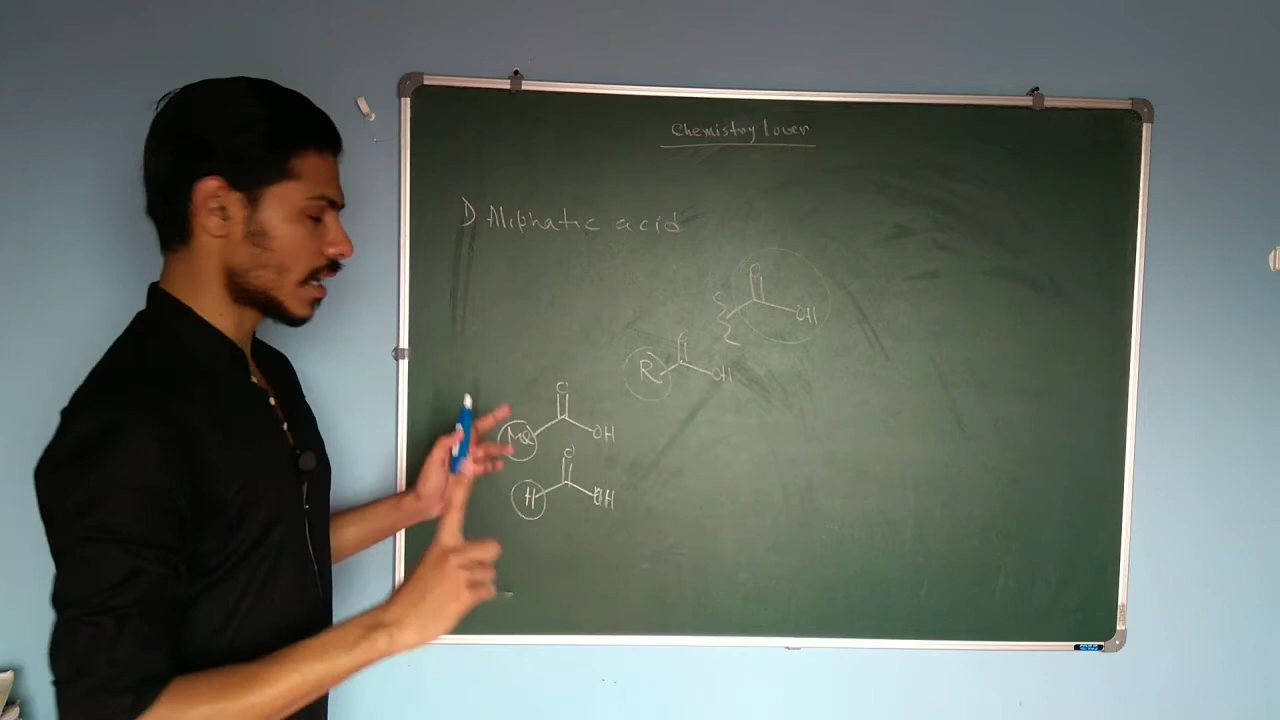 Chemistry lover
1) Aliphatic acid
O
OH
O
R OH
O
Me OH
O
H OH